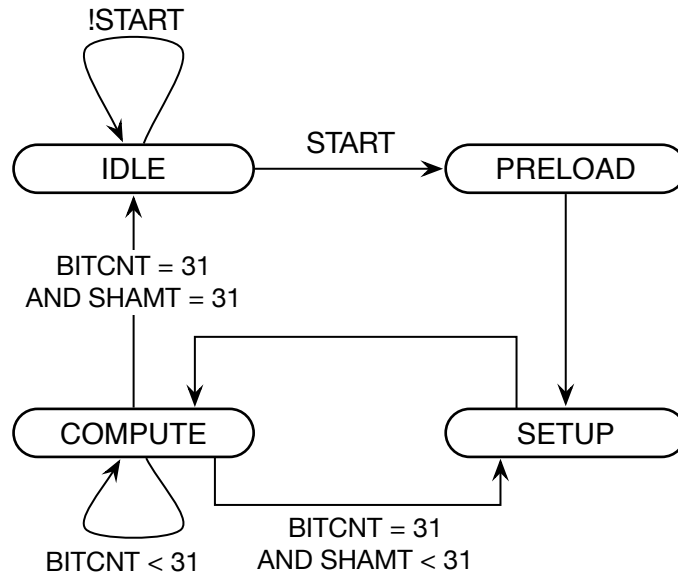 !START
IDLE
START
PRELOAD
BITCNT = 31
AND SHAMT = 31
COMPUTE
SETUP
BITCNT < 31
BITCNT = 31
AND SHAMT < 31